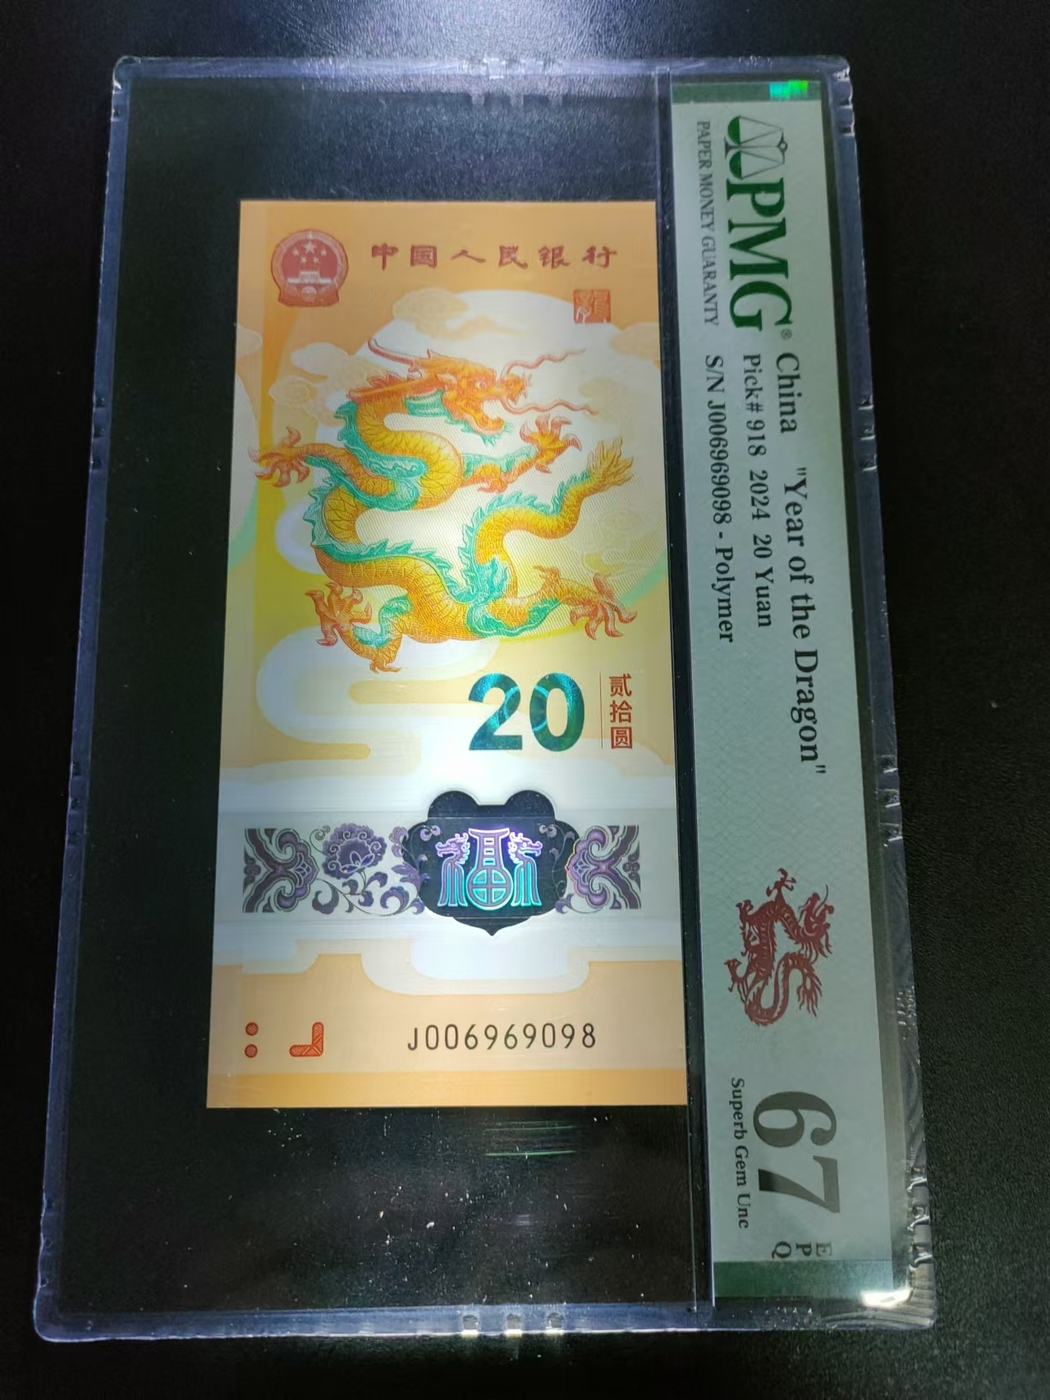 中国人民银行
20
贰拾圆
J006969098
PMG®
PAPER MONEY GUARANTY
China "Year of the Dragon"
Pick# 918 2024 20 Yuan
S/N J006969098 - Polymer
67
EPQ
Superb Gem Unc